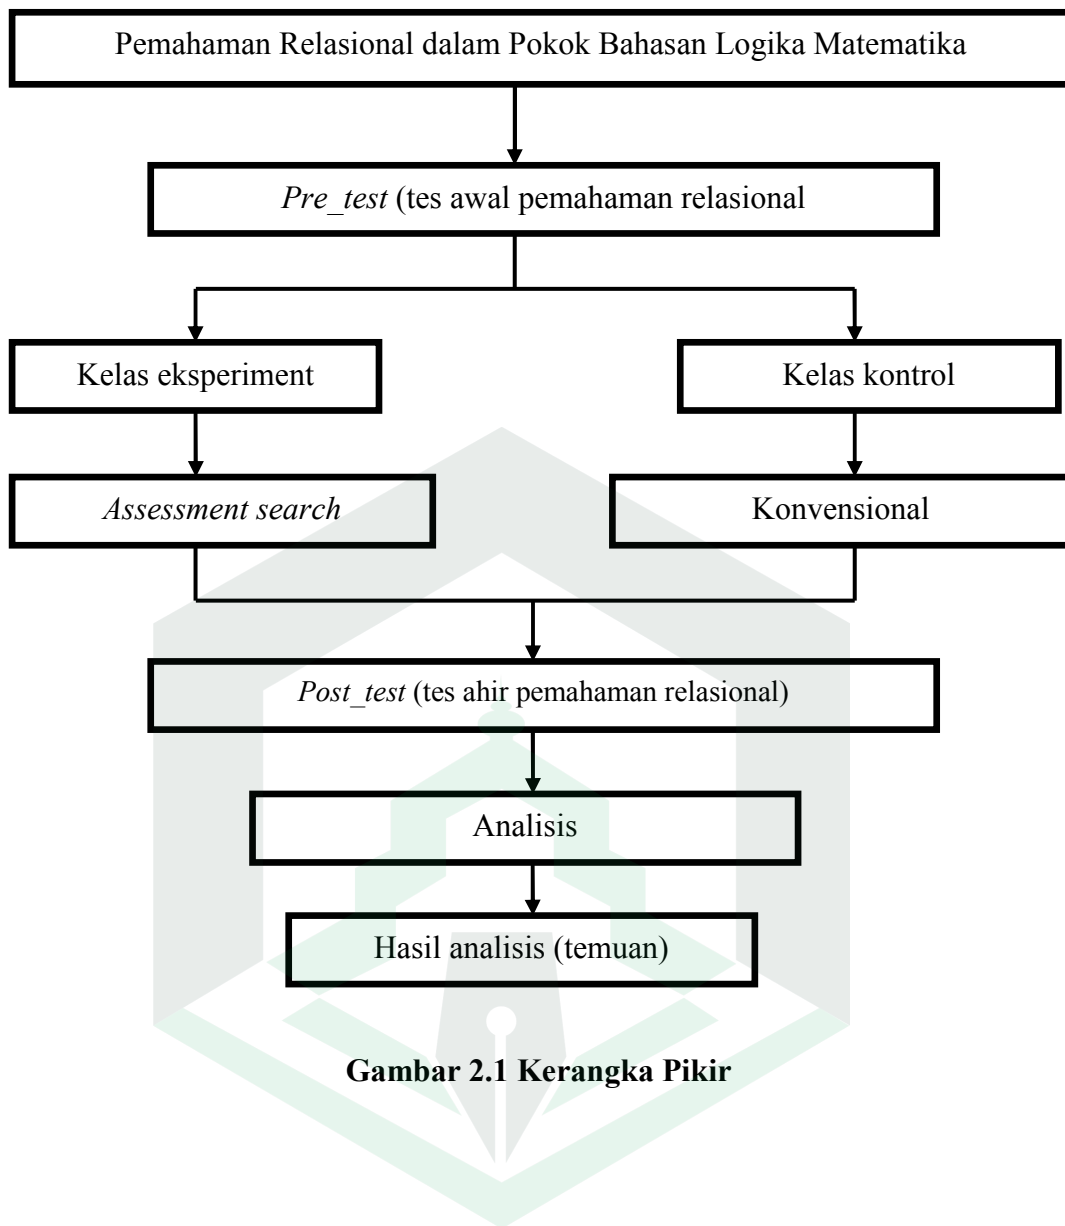 Pemahaman Relasional dalam Pokok Bahasan Logika Matematika
Pre_test (tes awal pemahaman relasional
Kelas eksperiment
Kelas kontrol
Assessment search
Konvensional
Post_test (tes ahir pemahaman relasional)
Analisis
Hasil analisis (temuan)
Gambar 2.1 Kerangka Pikir